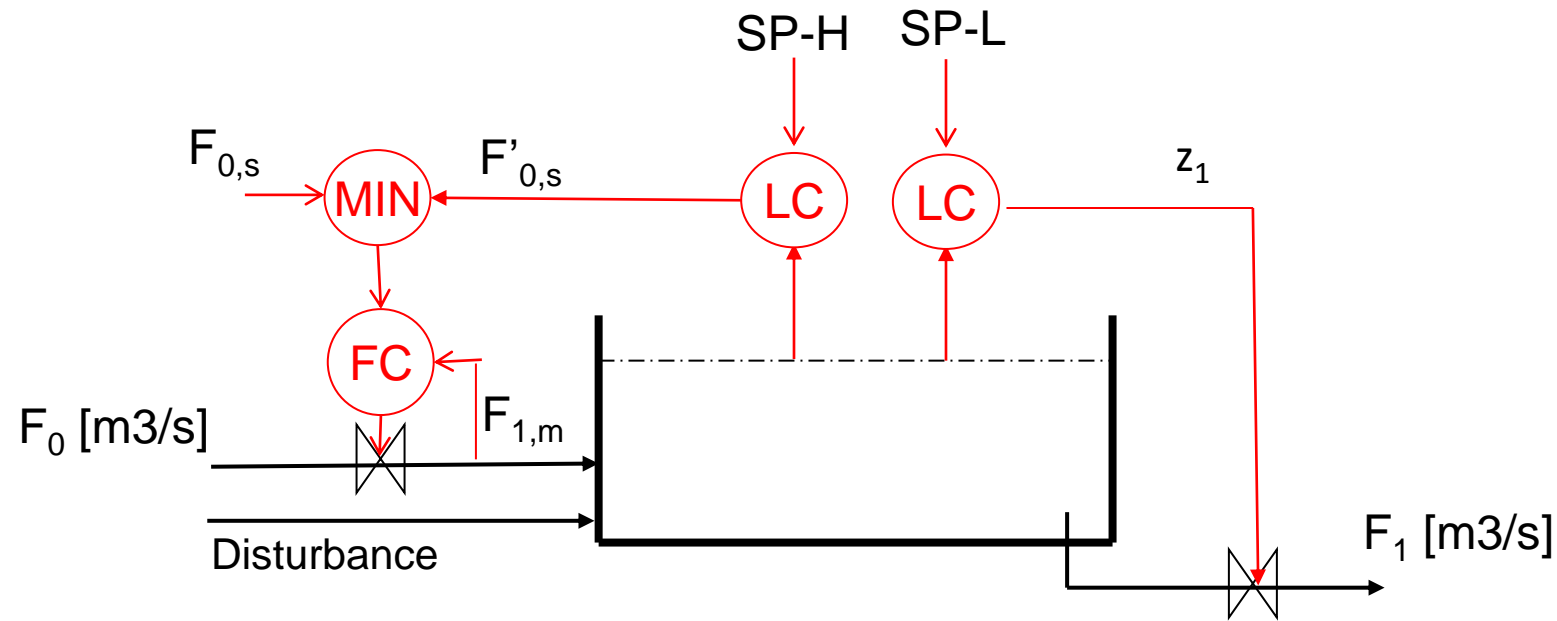 SP-H
SP-L
F0,s
MIN
F’0,s
LC
LC
z1
FC
F1,m
F0 [m3/s]
Disturbance
F1 [m3/s]